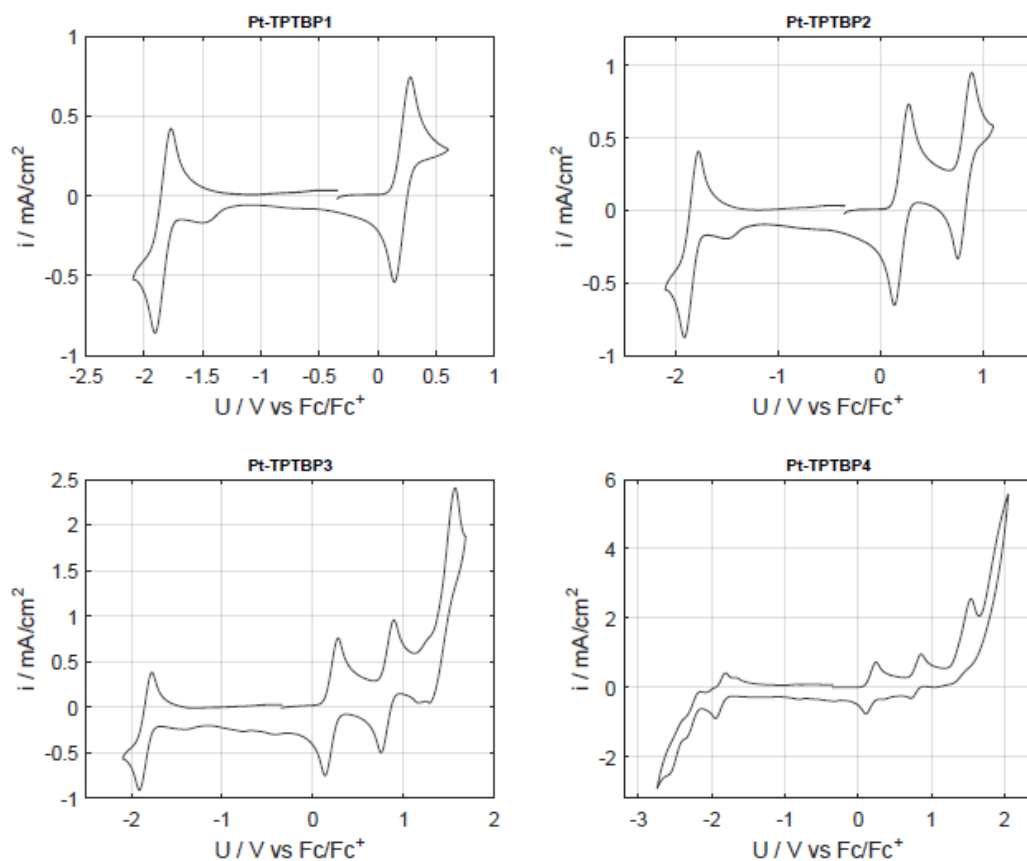 Pt-TPTBP1
1
0.5
0
-0.5
-1
-2.5 -2 -1.5 -1 -0.5 0 0.5 1
i / mA/cm²
U / V vs Fc/Fc⁺
Pt-TPTBP2
1
0.5
0
-0.5
-1
-2 -1 0 1
i / mA/cm²
U / V vs Fc/Fc⁺
Pt-TPTBP3
2.5
2
1.5
1
0.5
0
-0.5
-1
-2 -1 0 1 2
i / mA/cm²
U / V vs Fc/Fc⁺
Pt-TPTBP4
6
4
2
0
-2
-3 -2 -1 0 1 2
i / mA/cm²
U / V vs Fc/Fc⁺